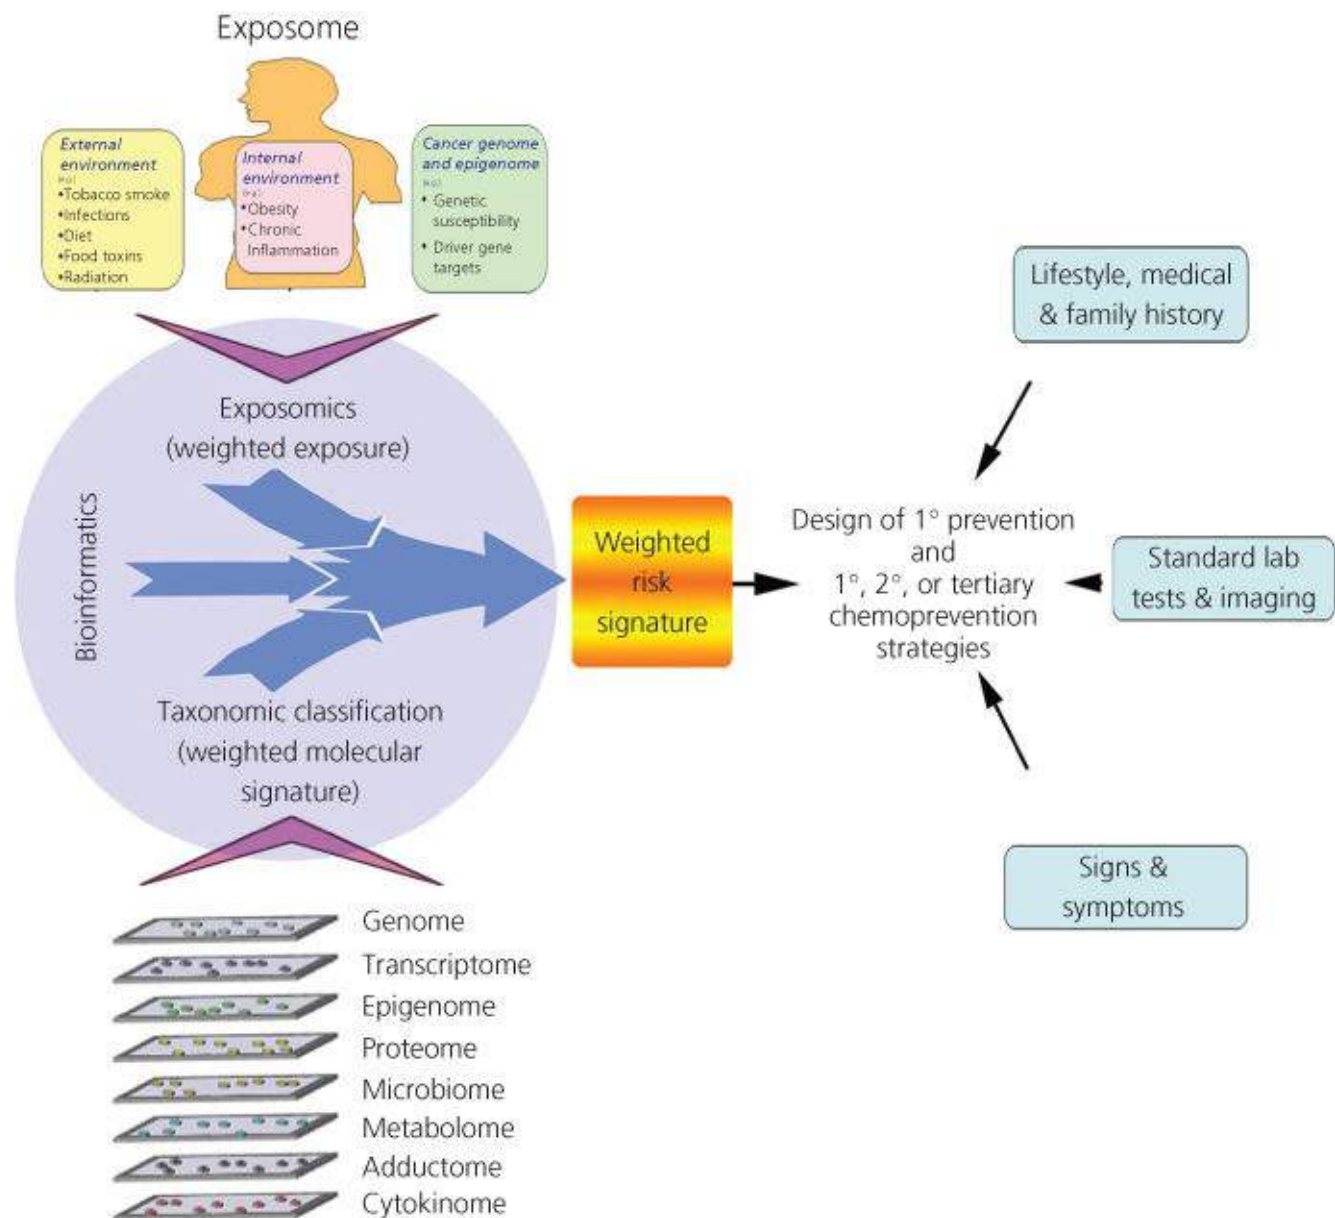 Exposome
External
environment
(e.g.)
•Tobacco smoke
•Infections
•Diet
•Food toxins
•Radiation
Internal
environment
(e.g.)
•Obesity
•Chronic
Inflammation
Cancer genome
and epigenome
(e.g.)
• Genetic
susceptibility
• Driver gene
targets
Exposomics
(weighted exposure)
Bioinformatics
Taxonomic classification
(weighted molecular
signature)
Weighted
risk
signature
Design of 1° prevention
and
1°, 2°, or tertiary
chemoprevention
strategies
Lifestyle, medical
& family history
Standard lab
tests & imaging
Signs &
symptoms
Genome
Transcriptome
Epigenome
Proteome
Microbiome
Metabolome
Adductome
Cytokinome